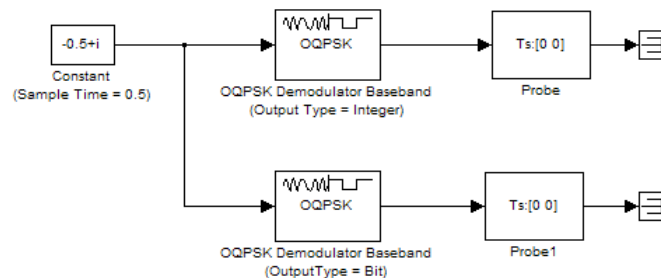 -0.5+i
Constant
(Sample Time = 0.5)
OQPSK
OQPSK Demodulator Baseband
(Output Type = Integer)
Ts:[0 0]
Probe
OQPSK
OQPSK Demodulator Baseband
(OutputType = Bit)
Ts:[0 0]
Probe1